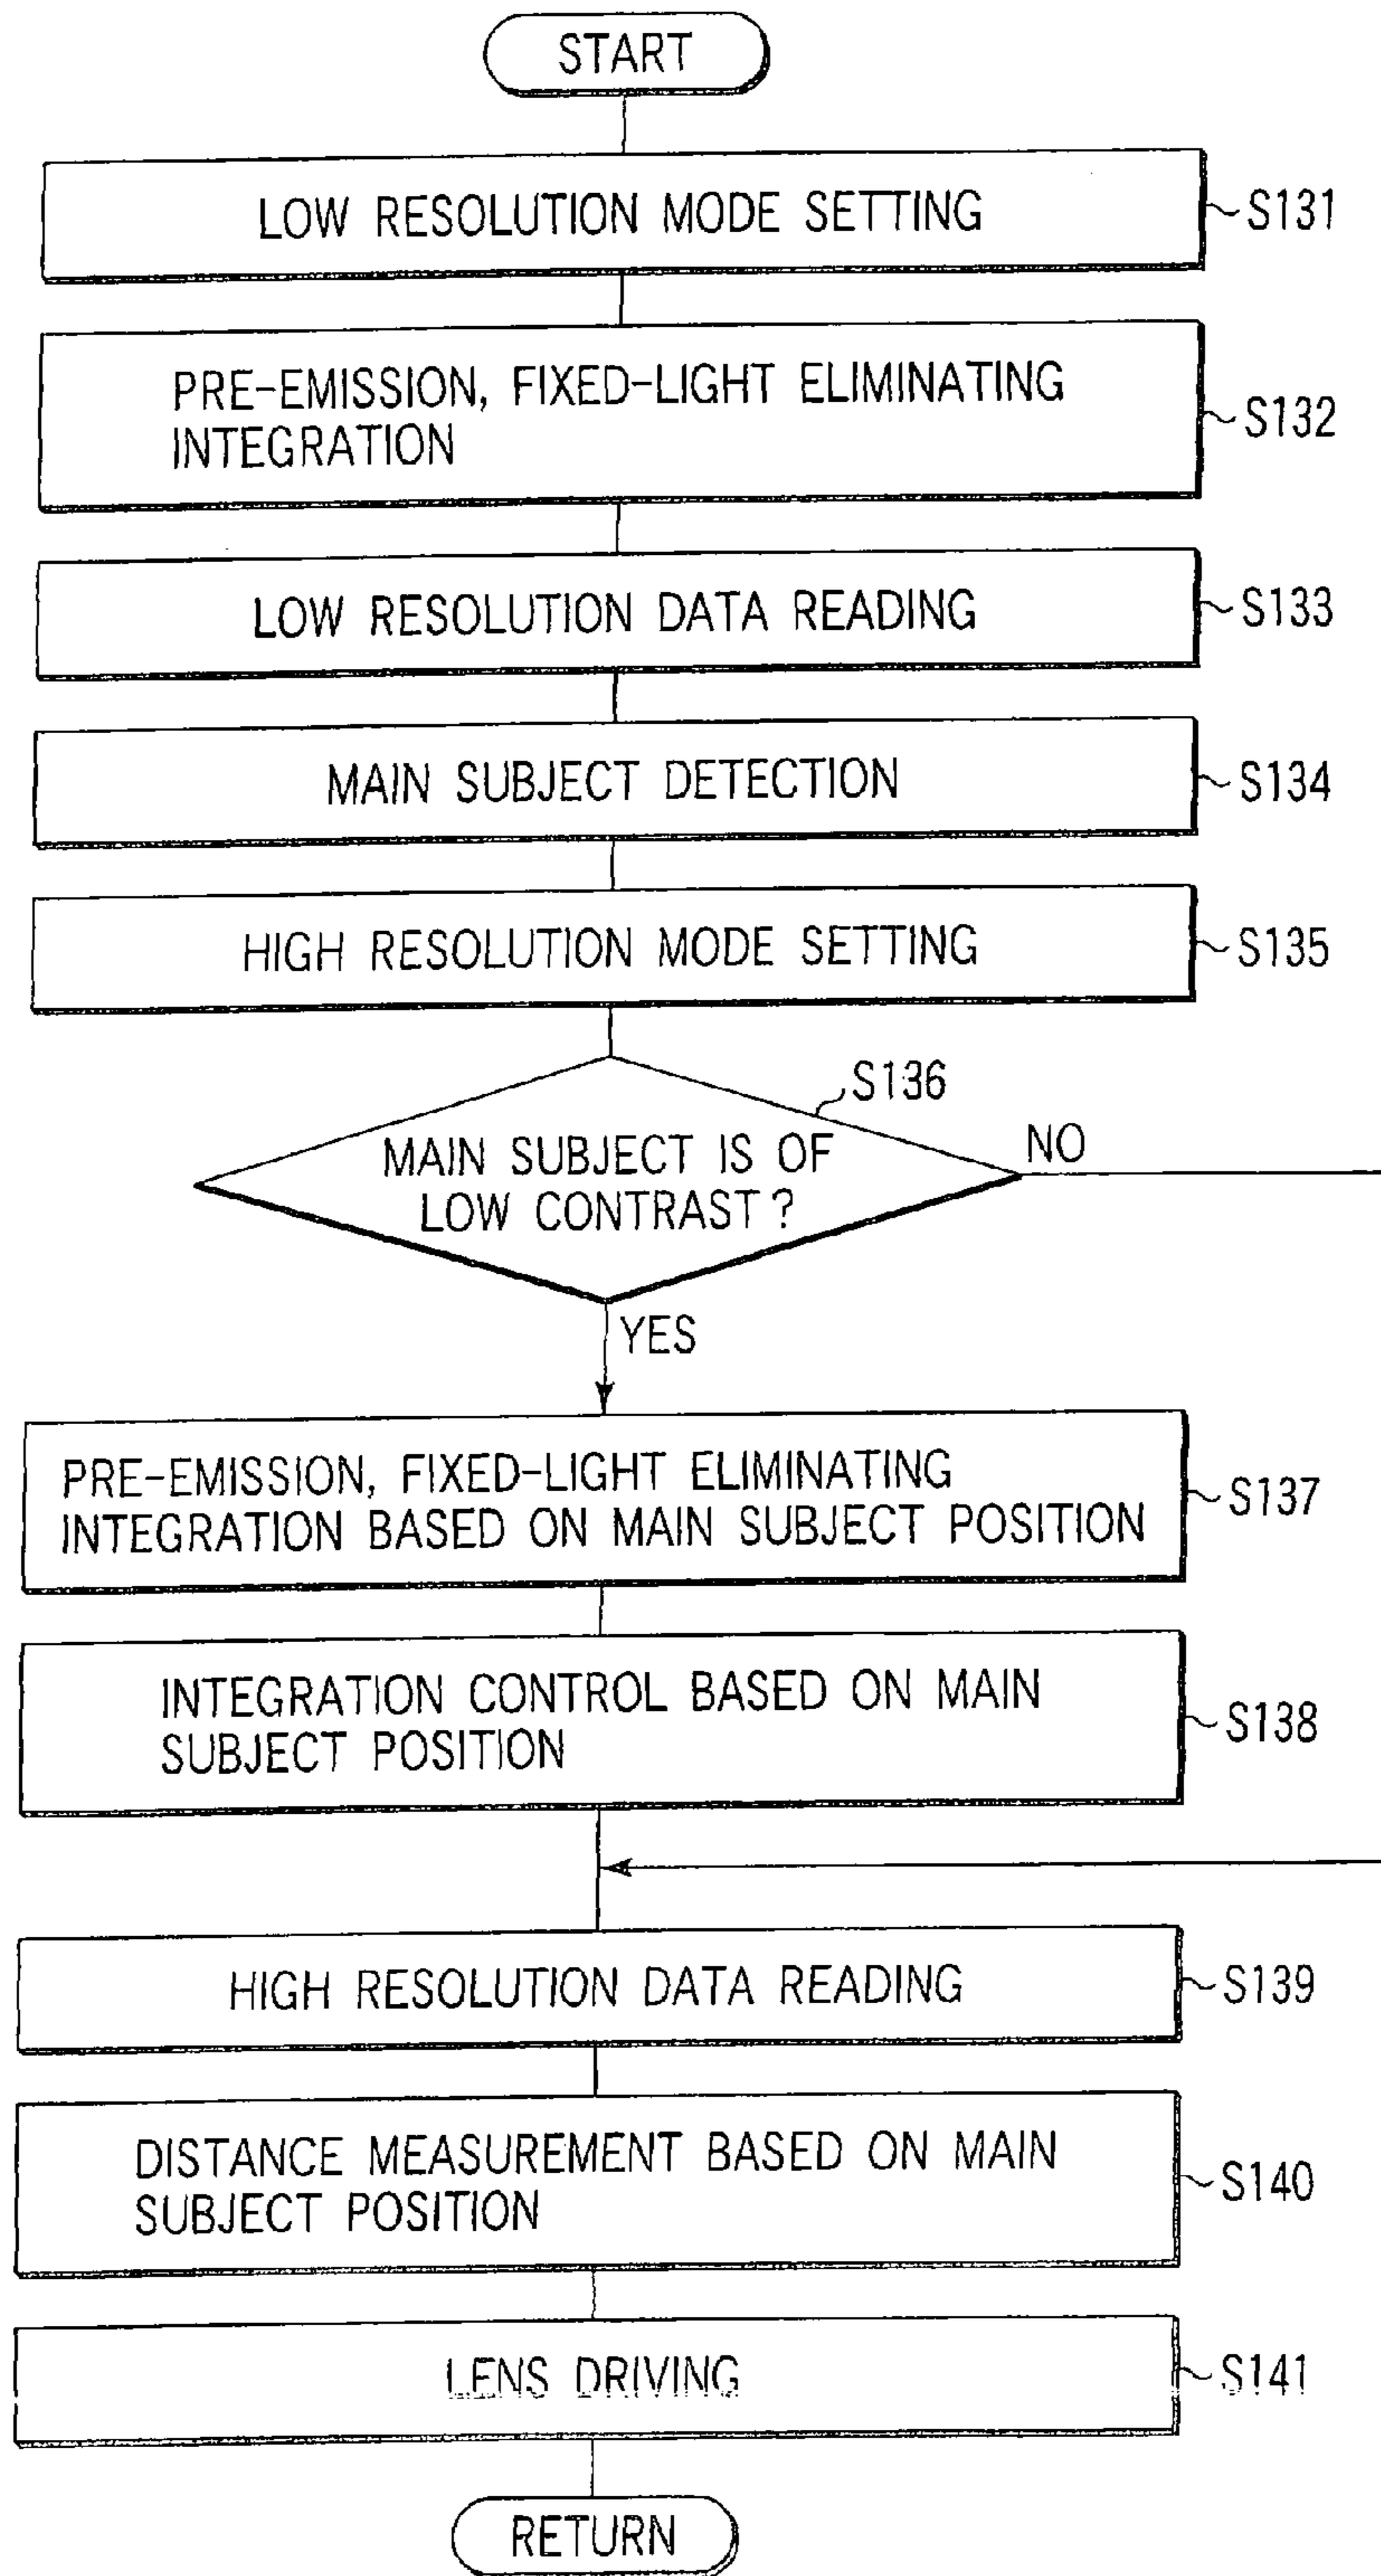 START
LOW RESOLUTION MODE SETTING
S131
PRE-EMISSION, FIXED-LIGHT ELIMINATING
INTEGRATION
S132
LOW RESOLUTION DATA READING
S133
MAIN SUBJECT DETECTION
S134
HIGH RESOLUTION MODE SETTING
S135
S136
MAIN SUBJECT IS OF
LOW CONTRAST?
NO
YES
PRE-EMISSION, FIXED-LIGHT ELIMINATING
INTEGRATION BASED ON MAIN SUBJECT POSITION
S137
INTEGRATION CONTROL BASED ON MAIN
SUBJECT POSITION
S138
HIGH RESOLUTION DATA READING
S139
DISTANCE MEASUREMENT BASED ON MAIN
SUBJECT POSITION
S140
LENS DRIVING
S141
RETURN